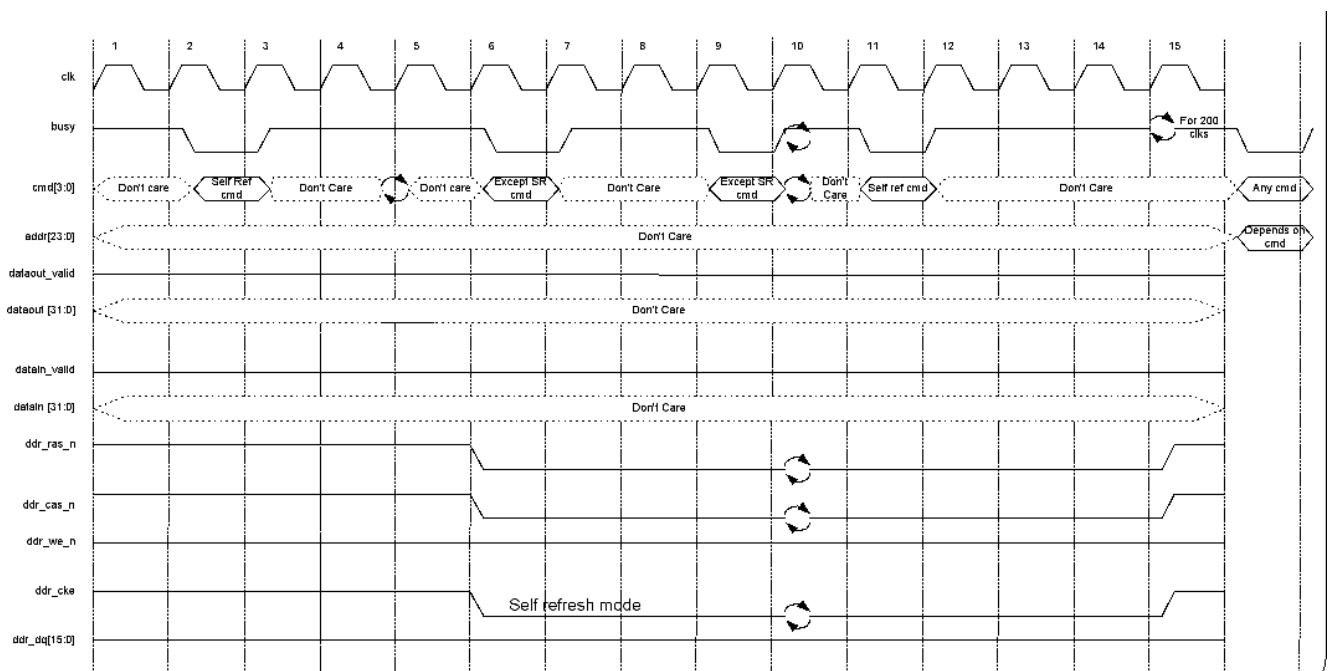 1 2 3 4 5 6 7 8 9 10 11 12 13 14 15
clk
busy
For 200
clks
cmd[3:0]
Don't care
Self Ref
cmd
Don't Care
Don't care
Except SR
cmd
Don't Care
Except SR
cmd
Don't
Care
Self ref cmd
Don't Care
Any cmd
addr[23:0]
Don't Care
Depends on
cmd
dataout_valid
dataout [31:0]
Don't Care
datain_valid
datain [31:0]
Don't Care
ddr_ras_n
ddr_cas_n
ddr_we_n
ddr_cke
Self refresh mode
ddr_dq[15:0]